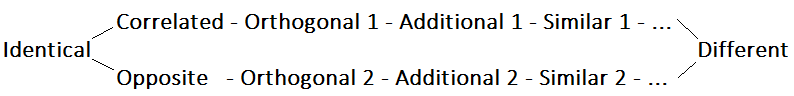 Correlated - Orthogonal 1 - Additional 1 - Similar 1 - ...
Identical Different
Opposite - Orthogonal 2 - Additional 2 - Similar 2 - ...